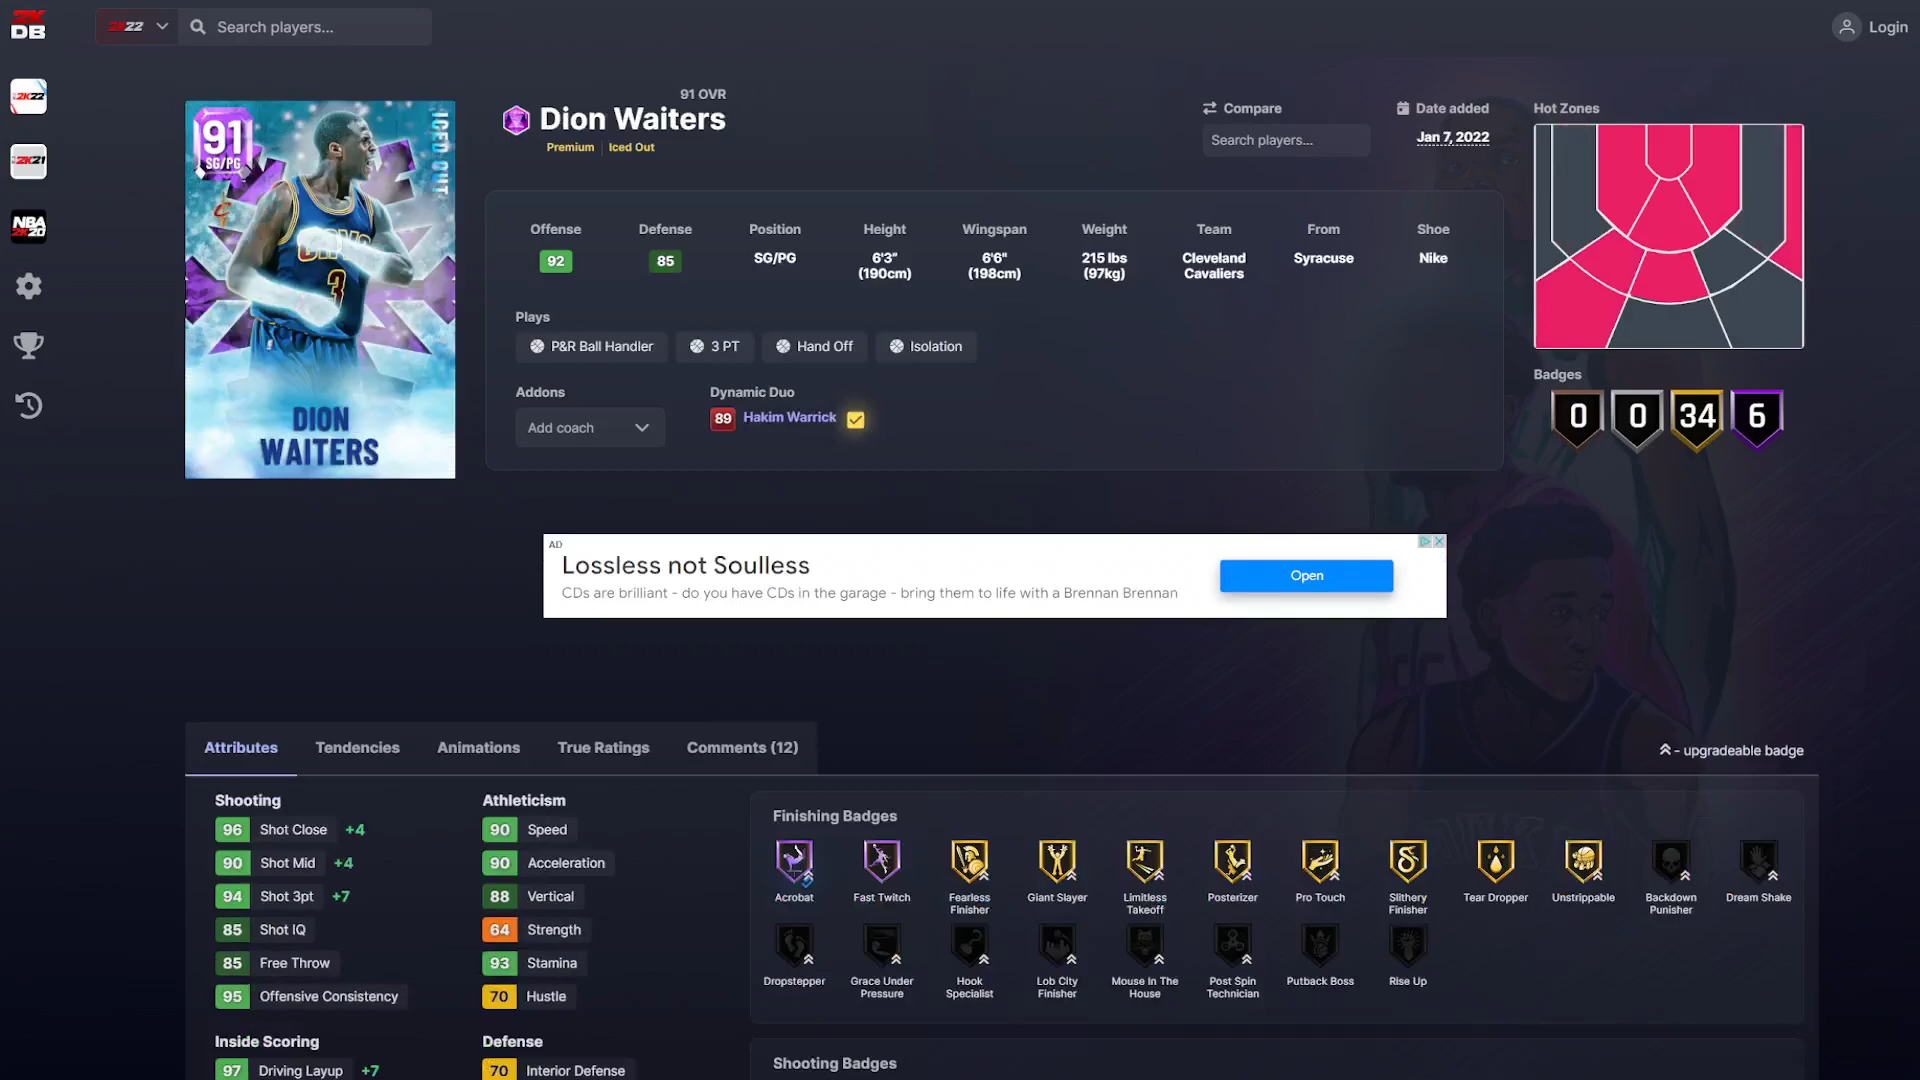 2K
DB
2K22
Search players...
Login
2K22
2K21
NBA
2K20
91
SG/PG
ICED OUT
CAVS
3
DION
WAITERS
91 OVR
Dion Waiters
Premium | Iced Out
Compare
Search players...
Date added
Jan 7, 2022
Hot Zones
Offense Defense Position Height Wingspan Weight Team From Shoe
92 85 SG/PG 6'3" 6'6" 215 lbs Cleveland Syracuse Nike
(190cm) (198cm) (97kg) Cavaliers
Plays
P&R Ball Handler 3 PT Hand Off Isolation
Addons Dynamic Duo
Add coach
89 Hakim Warrick
Badges
0 0 34 6
AD
Lossless not Soulless
CDs are brilliant - do you have CDs in the garage - bring them to life with a Brennan Brennan
Open
Attributes Tendencies Animations True Ratings Comments (12)
- upgradeable badge
Shooting
96 Shot Close +4
90 Shot Mid +4
94 Shot 3pt +7
85 Shot IQ
85 Free Throw
95 Offensive Consistency
Inside Scoring
97 Driving Layup +7
Athleticism
90 Speed
90 Acceleration
88 Vertical
64 Strength
93 Stamina
70 Hustle
Defense
70 Interior Defense
Finishing Badges
Acrobat Fast Twitch Fearless Giant Slayer Limitless Posterizer Pro Touch Slithery Tear Dropper Unstrippable Backdown Dream Shake
Finisher Takeoff Finisher Punisher
Dropstepper Grace Under Hook Lob City Mouse In The Post Spin Putback Boss Rise Up
Pressure Specialist Finisher House Technician
Shooting Badges